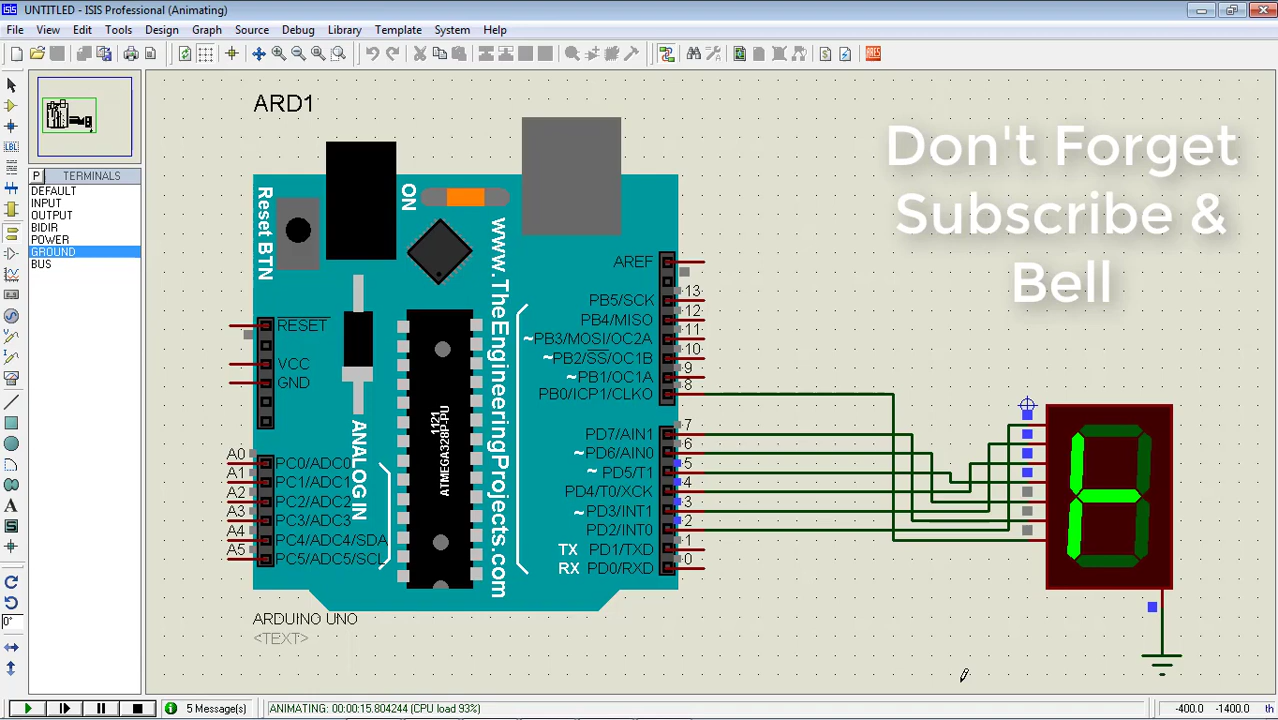 UNTITLED - ISIS Professional (Animating)
File View Edit Tools Design Graph Source Debug Library Template System Help
ARES
LBL
P TERMINALS
DEFAULT
INPUT
OUTPUT
BIDIR
POWER
GROUND
BUS
A
S
0°
ARD1
Don't Forget
Subscribe &
Bell
Reset BTN
ON
www.TheEngineeringProjects.com
RESET
VCC
GND
ANALOG IN
1121
ATMEGA328P-PU
A0 PC0/ADC0
A1 PC1/ADC1
A2 PC2/ADC2
A3 PC3/ADC3
A4 PC4/ADC4/SDA
A5 PC5/ADC5/SCL
AREF
PB5/SCK 13
PB4/MISO 12
~PB3/MOSI/OC2A 11
~PB2/SS/OC1B 10
~PB1/OC1A 9
PB0/ICP1/CLKO 8
PD7/AIN1 7
~PD6/AIN0 6
~PD5/T1 5
PD4/T0/XCK 4
~PD3/INT1 3
PD2/INT0 2
TX PD1/TXD 1
RX PD0/RXD 0
ARDUINO UNO
<TEXT>
5 Message(s) ANIMATING: 00:00:15.804244 (CPU load 93%) -400.0 -1400.0 th